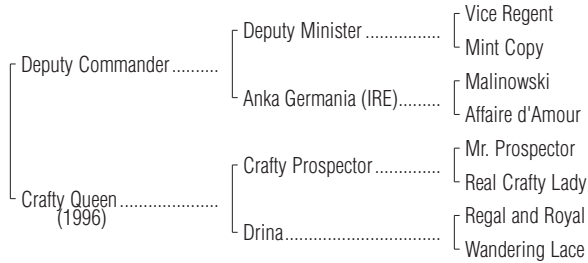 Vice Regent
Deputy Minister ..................
Mint Copy
Deputy Commander..........
Malinowski
Anka Germania (IRE)........
Affaire d'Amour
Mr. Prospector
Crafty Prospector ..............
Real Crafty Lady
Crafty Queen .....................
(1996)
Regal and Royal
Drina.................................
Wandering Lace